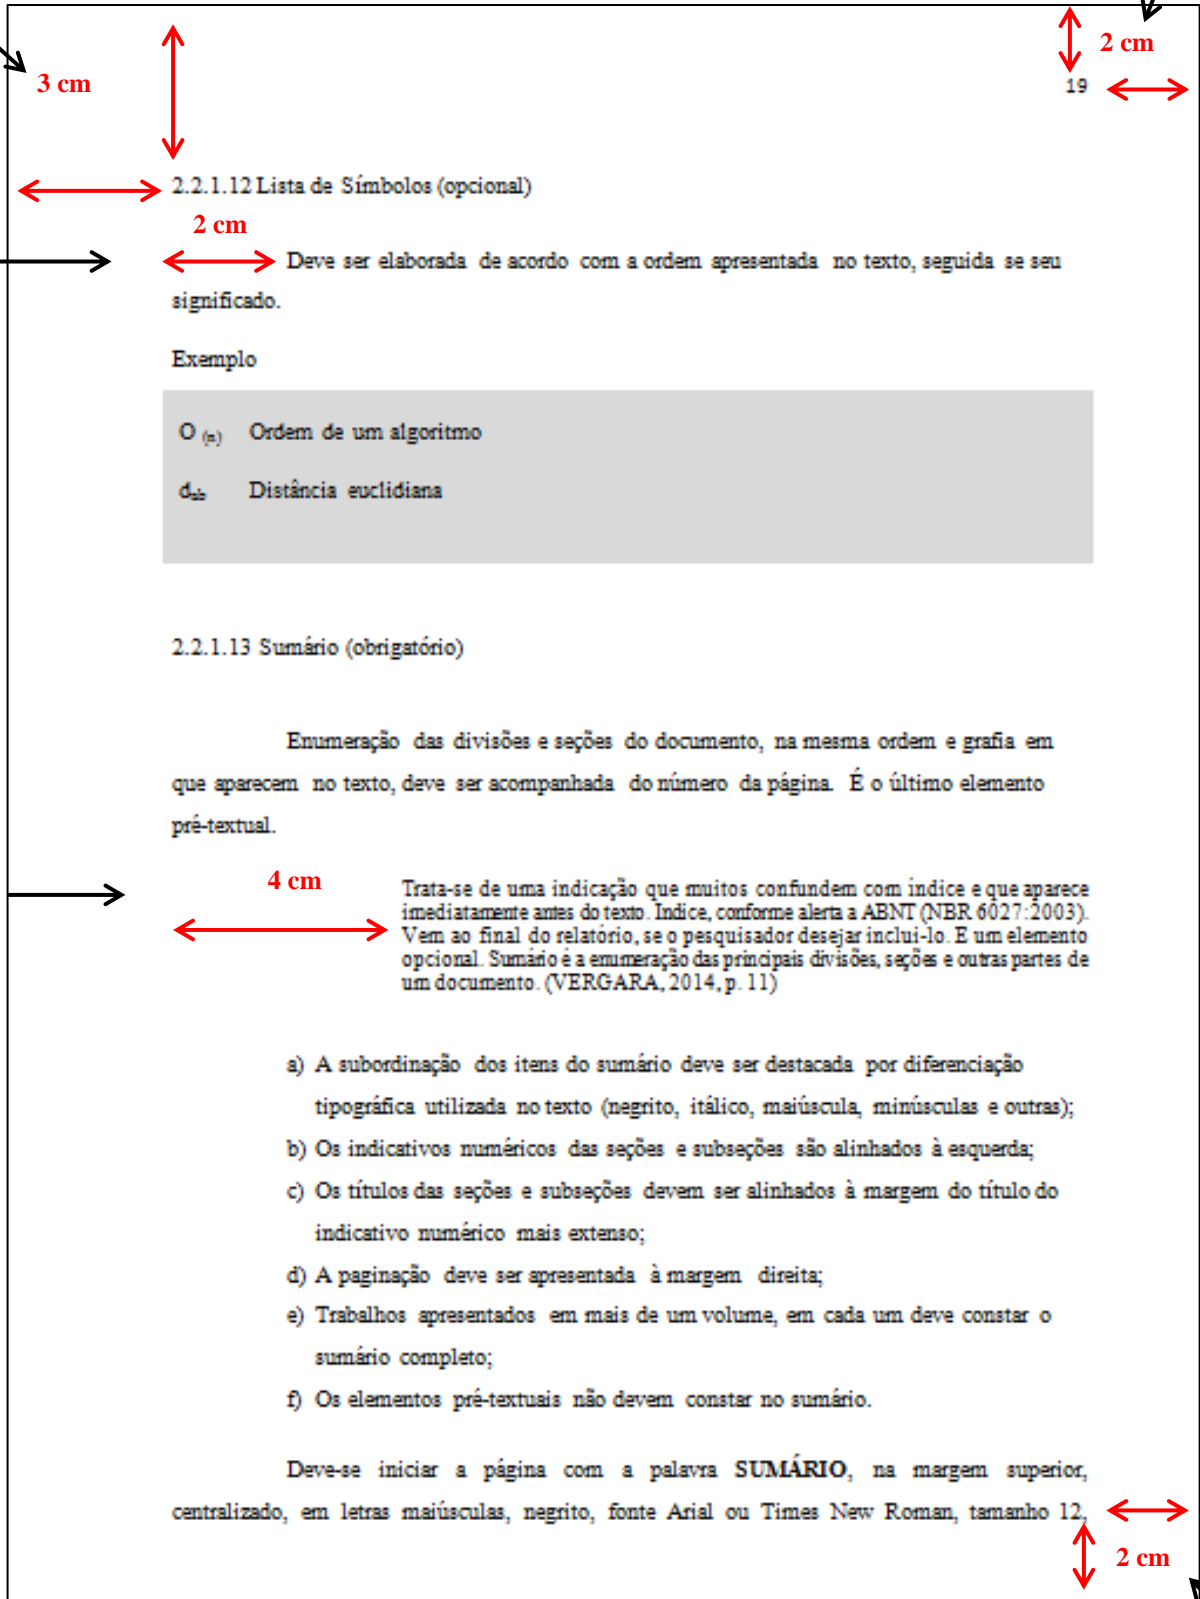 2 cm
3 cm
19
2.2.1.12 Lista de Símbolos (opcional)
2 cm
Deve ser elaborada de acordo com a ordem apresentada no texto, seguida se seu
significado.
Exemplo
O (n) Ordem de um algoritmo
dab Distância euclidiana
2.2.1.13 Sumário (obrigatório)
Enumeração das divisões e seções do documento, na mesma ordem e grafia em
que aparecem no texto, deve ser acompanhada do número da página. É o último elemento
pré-textual.
4 cm
Trata-se de uma indicação que muitos confundem com índice e que aparece
imediatamente antes do texto. Índice, conforme alerta a ABNT (NBR 6027:2003).
Vem ao final do relatório, se o pesquisador desejar incluí-lo. E um elemento
opcional. Sumário é a enumeração das principais divisões, seções e outras partes de
um documento. (VERGARA, 2014, p. 11)
a) A subordinação dos itens do sumário deve ser destacada por diferenciação
tipográfica utilizada no texto (negrito, itálico, maiúscula, minúsculas e outras);
b) Os indicativos numéricos das seções e subseções são alinhados à esquerda;
c) Os títulos das seções e subseções devem ser alinhados à margem do título do
indicativo numérico mais extenso;
d) A paginação deve ser apresentada à margem direita;
e) Trabalhos apresentados em mais de um volume, em cada um deve constar o
sumário completo;
f) Os elementos pré-textuais não devem constar no sumário.
Deve-se iniciar a página com a palavra SUMÁRIO, na margem superior,
centralizado, em letras maiúsculas, negrito, fonte Arial ou Times New Roman, tamanho 12,
2 cm